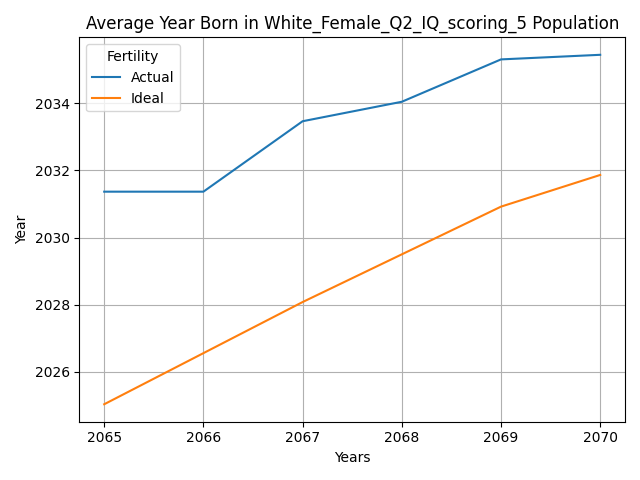 Average Year Born in White_Female_Q2_IQ_scoring_5 Population
Fertility
Actual
Ideal
2034
2032
2030
2028
2026
Year
2065 2066 2067 2068 2069 2070
Years